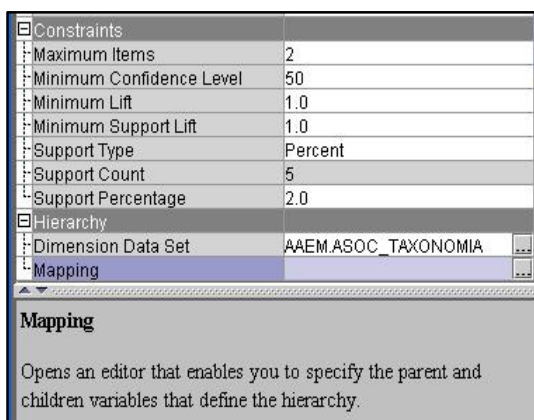 Constraints
Maximum Items 2
Minimum Confidence Level 50
Minimum Lift 1.0
Minimum Support Lift 1.0
Support Type Percent
Support Count 5
Support Percentage 2.0
Hierarchy
Dimension Data Set AAEM.ASOC_TAXONOMIA ...
Mapping ...
Mapping
Opens an editor that enables you to specify the parent and
children variables that define the hierarchy.